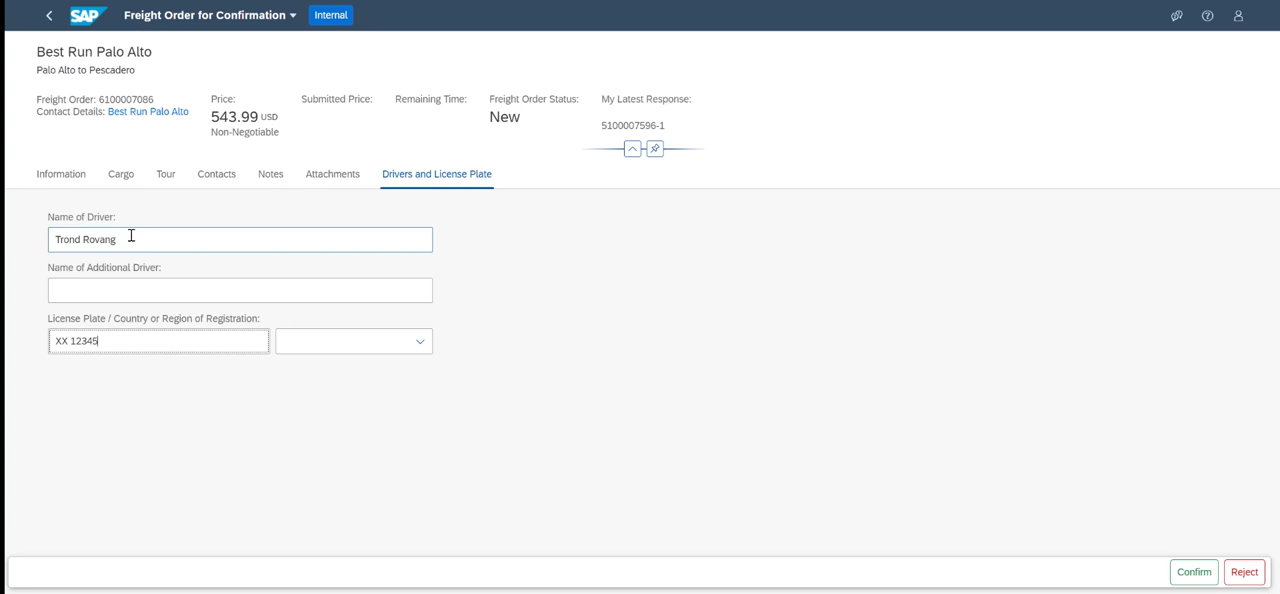 SAP Freight Order for Confirmation Internal
Best Run Palo Alto
Palo Alto to Pescadero
Freight Order: 6100007086
Contact Details: Best Run Palo Alto
Price:
543.99 USD
Non-Negotiable
Submitted Price:
Remaining Time:
Freight Order Status:
New
My Latest Response:
5100007596-1
Information Cargo Tour Contacts Notes Attachments Drivers and License Plate
Name of Driver:
Trond Rovang
Name of Additional Driver:
License Plate / Country or Region of Registration:
XX 12345
Confirm Reject